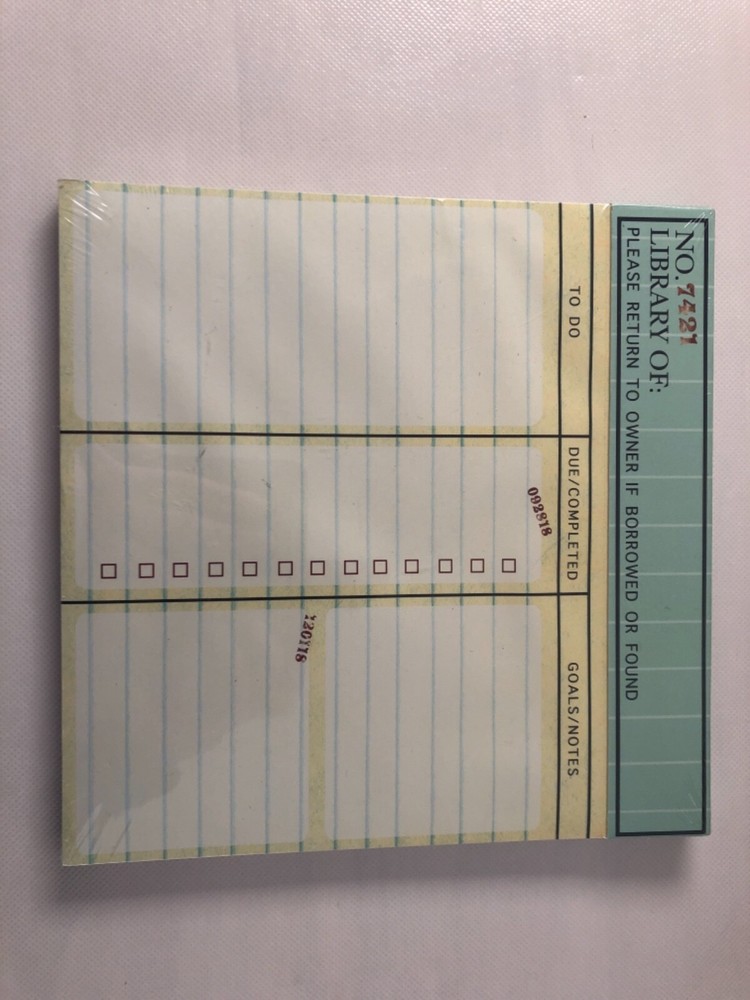 NO. 7421
LIBRARY OF:
PLEASE RETURN TO OWNER IF BORROWED OR FOUND
TO DO
DUE/COMPLETED
GOALS/NOTES
092818
120118